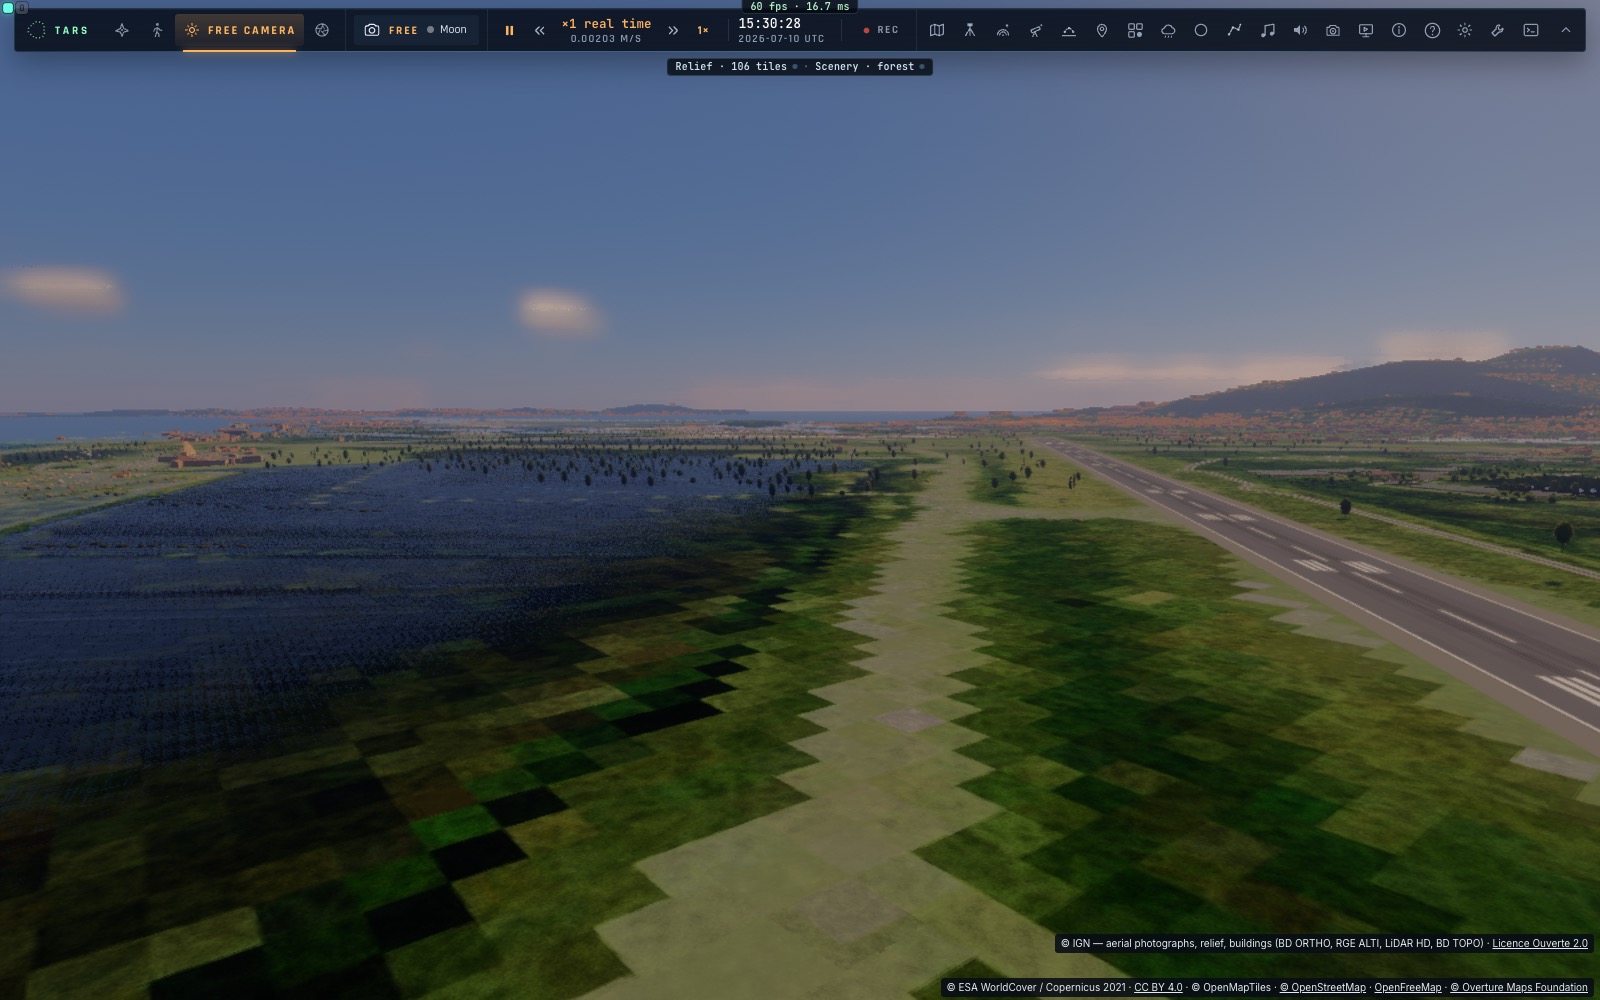 60 fps · 16.7 ms
TARS
FREE CAMERA
FREE
Moon
×1 real time
0.00203 M/S
1×
15:30:28
2026-07-10 UTC
REC
Relief · 106 tiles · Scenery · forest
© IGN — aerial photographs, relief, buildings (BD ORTHO, RGE ALTI, LiDAR HD, BD TOPO) · Licence Ouverte 2.0
© ESA WorldCover / Copernicus 2021 · CC BY 4.0 · © OpenMapTiles · © OpenStreetMap · OpenFreeMap · © Overture Maps Foundation